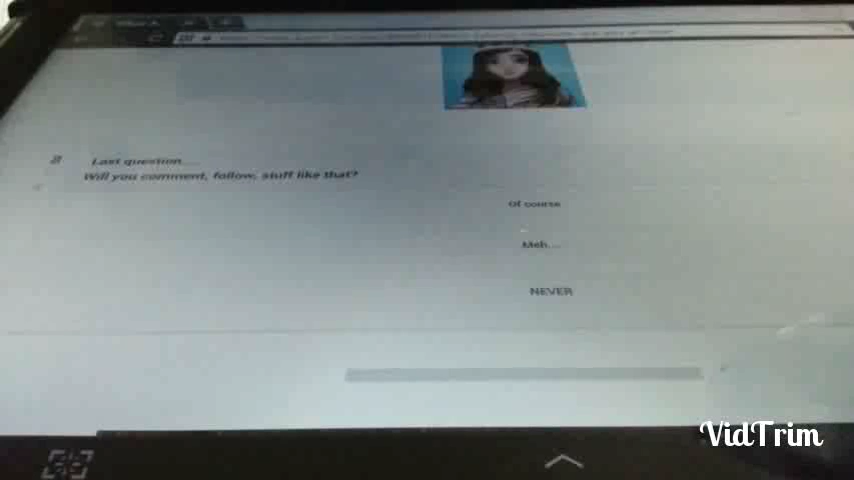 8 Last question....
Will you comment, follow, stuff like that?
Of course
Meh...
NEVER
VidTrim